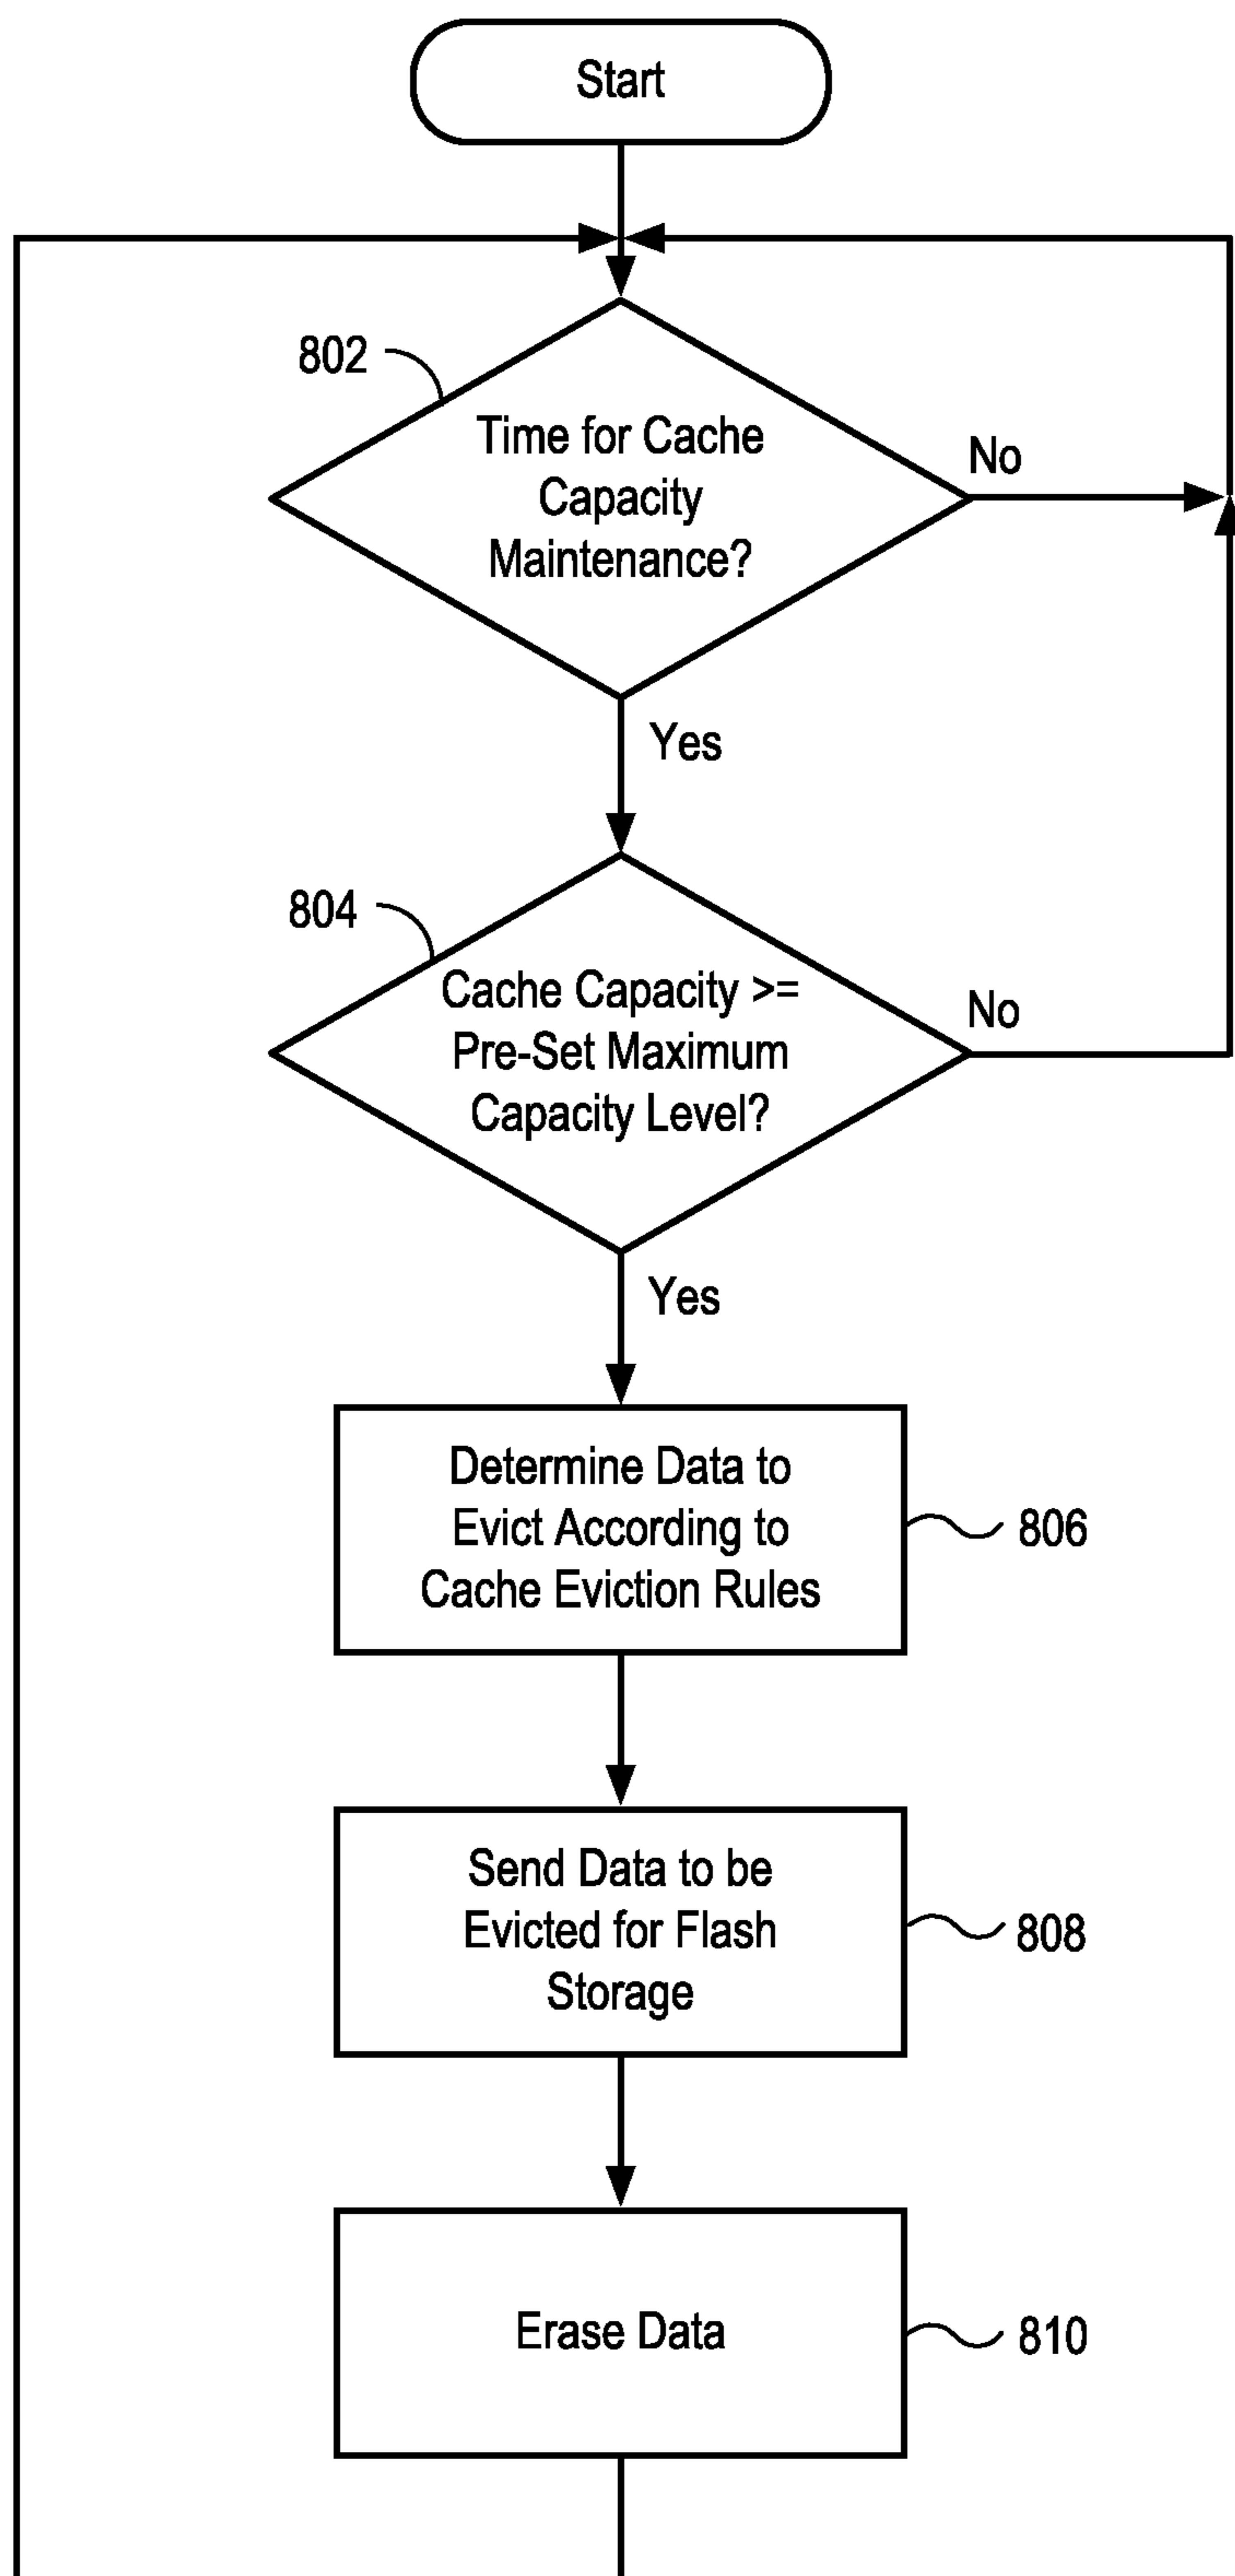 Start
802
Time for Cache
Capacity
Maintenance?
No
Yes
804
Cache Capacity >=
Pre-Set Maximum
Capacity Level?
No
Yes
Determine Data to
Evict According to
Cache Eviction Rules
806
Send Data to be
Evicted for Flash
Storage
808
Erase Data
810